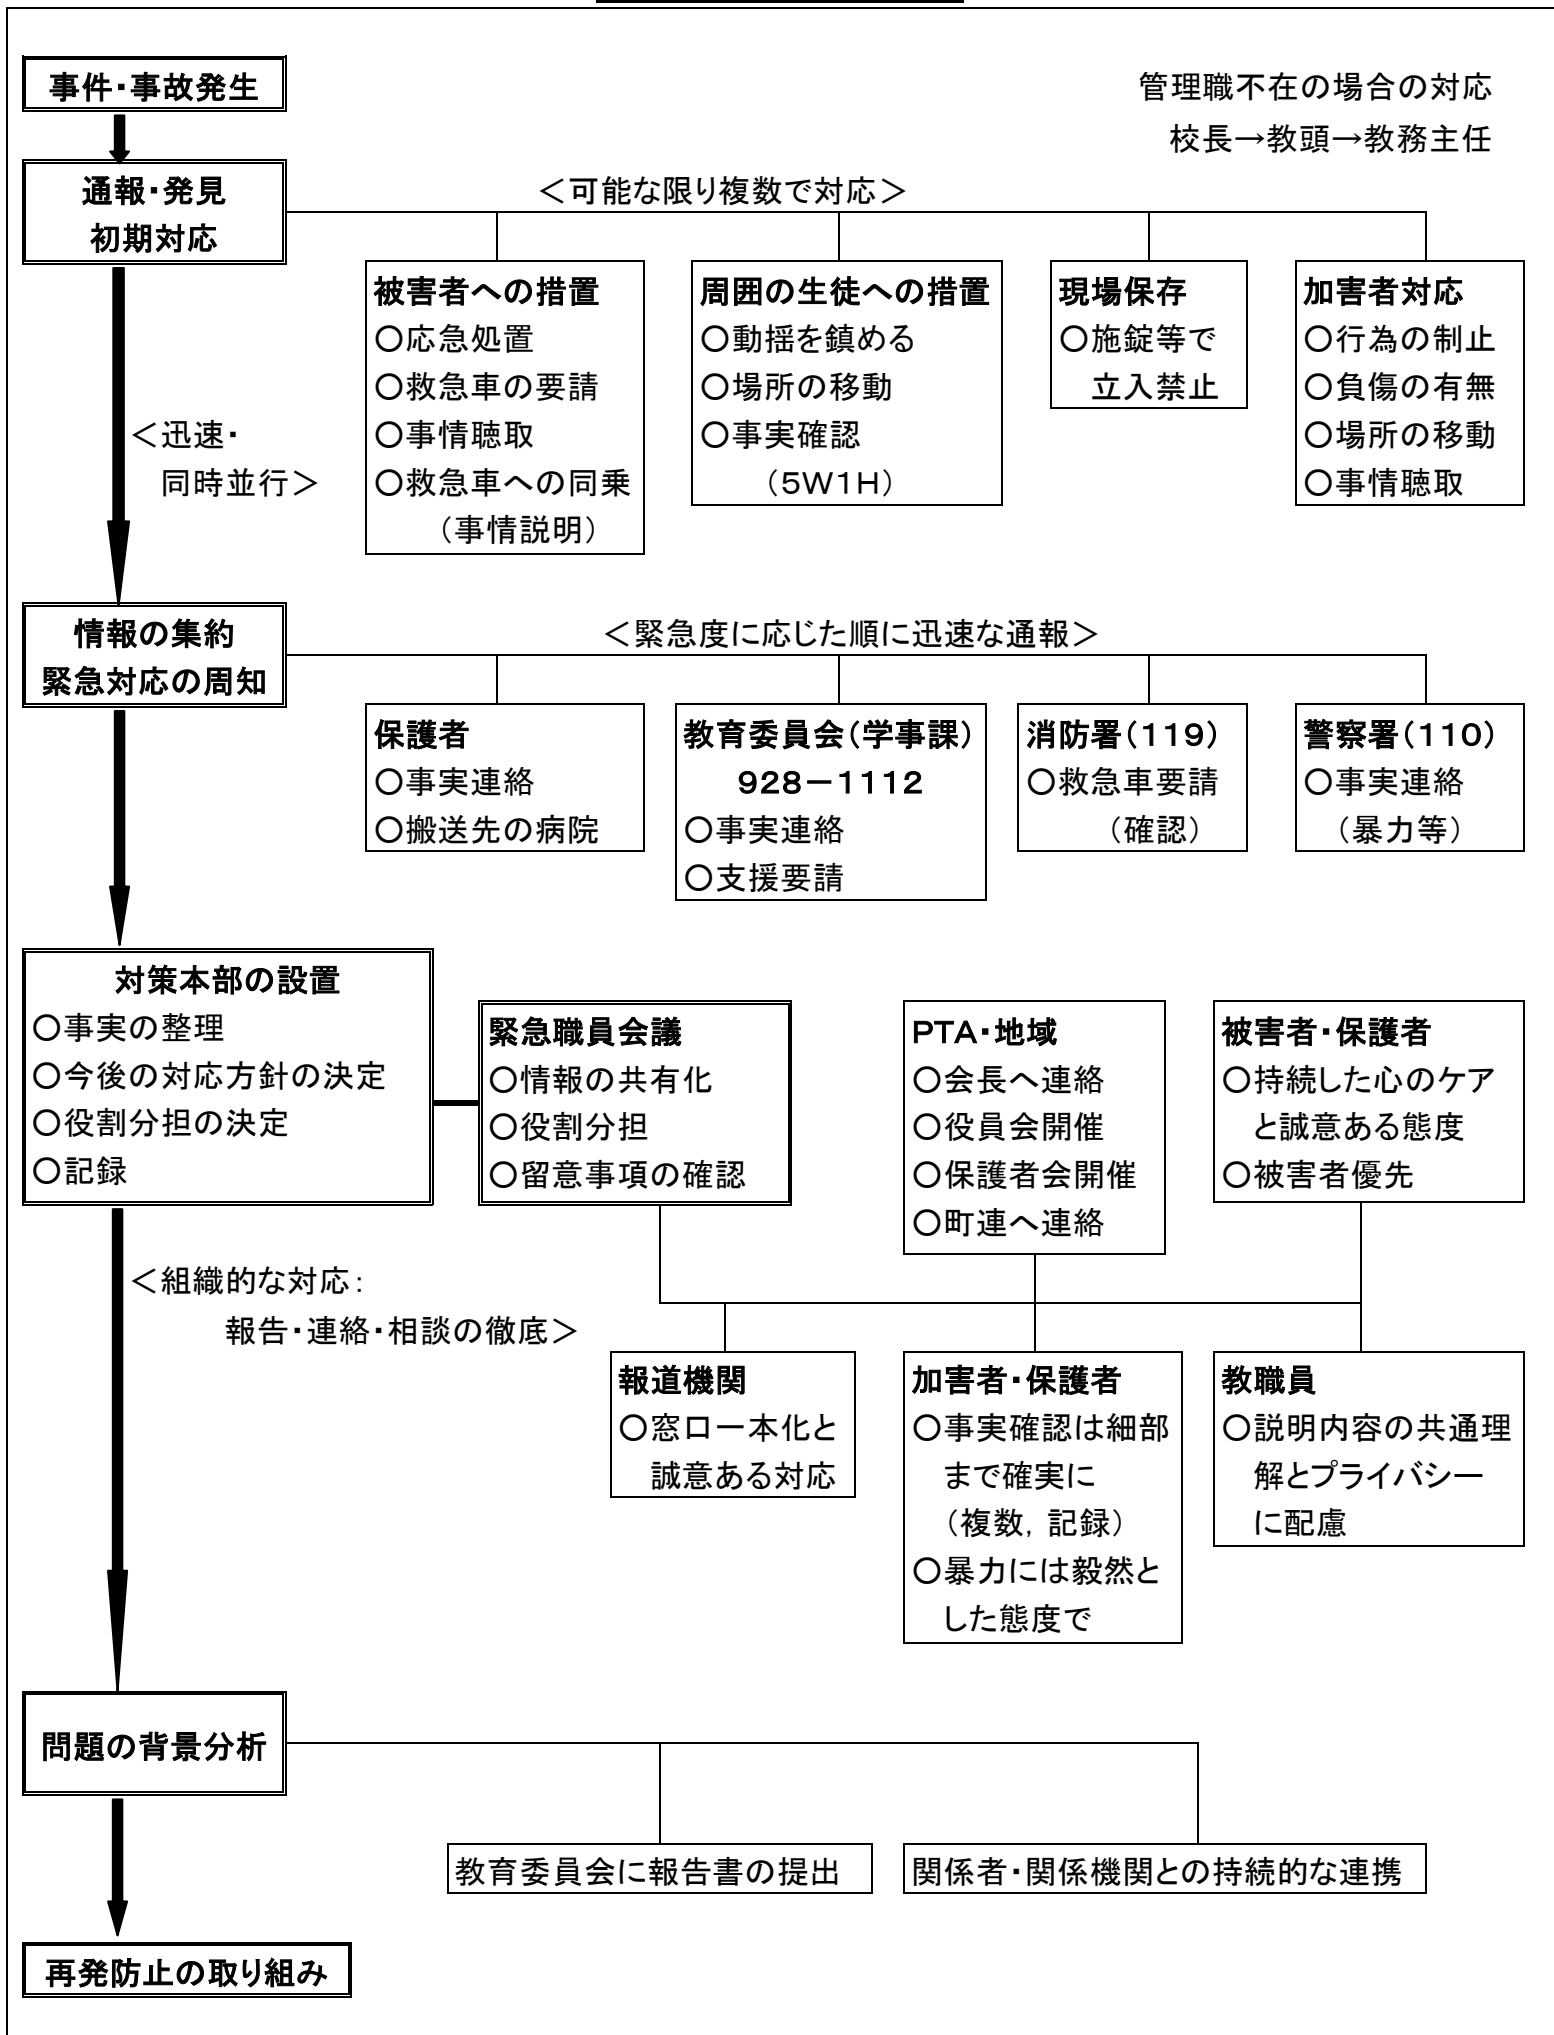 事件・事故発生
管理職不在の場合の対応
校長→教頭→教務主任
通報・発見
初期対応
＜可能な限り複数で対応＞
被害者への措置
○応急処置
○救急車の要請
○事情聴取
○救急車への同乗
（事情説明）
周囲の生徒への措置
○動揺を鎮める
○場所の移動
○事実確認
（5W1H）
現場保存
○施錠等で
立入禁止
加害者対応
○行為の制止
○負傷の有無
○場所の移動
○事情聴取
＜迅速・
同時並行＞
情報の集約
緊急対応の周知
＜緊急度に応じた順に迅速な通報＞
保護者
○事実連絡
○搬送先の病院
教育委員会（学事課）
928－1112
○事実連絡
○支援要請
消防署（119）
○救急車要請
（確認）
警察署（110）
○事実連絡
（暴力等）
対策本部の設置
○事実の整理
○今後の対応方針の決定
○役割分担の決定
○記録
緊急職員会議
○情報の共有化
○役割分担
○留意事項の確認
PTA・地域
○会長へ連絡
○役員会開催
○保護者会開催
○町連へ連絡
被害者・保護者
○持続した心のケア
と誠意ある態度
○被害者優先
＜組織的な対応：
報告・連絡・相談の徹底＞
報道機関
○窓口一本化と
誠意ある対応
加害者・保護者
○事実確認は細部
まで確実に
（複数，記録）
○暴力には毅然と
した態度で
教職員
○説明内容の共通理
解とプライバシー
に配慮
問題の背景分析
教育委員会に報告書の提出
関係者・関係機関との持続的な連携
再発防止の取り組み